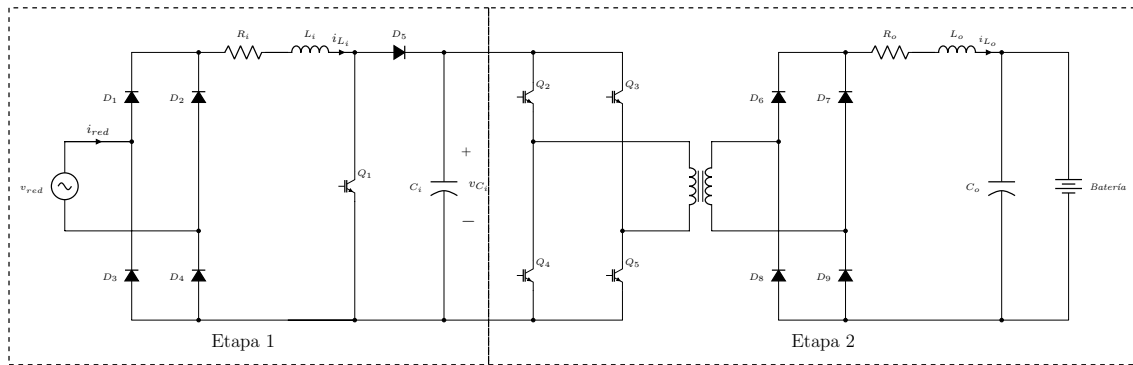 R_i
L_i
i_{L_i}
D_5
R_o
L_o
i_{L_o}
Q_2
Q_3
D_1
D_2
D_6
D_7
i_{red}
+
Q_1
v_{red}
C_i
v_{C_i}
C_o
Batería
−
D_3
D_4
Q_4
Q_5
D_8
D_9
Etapa 1
Etapa 2